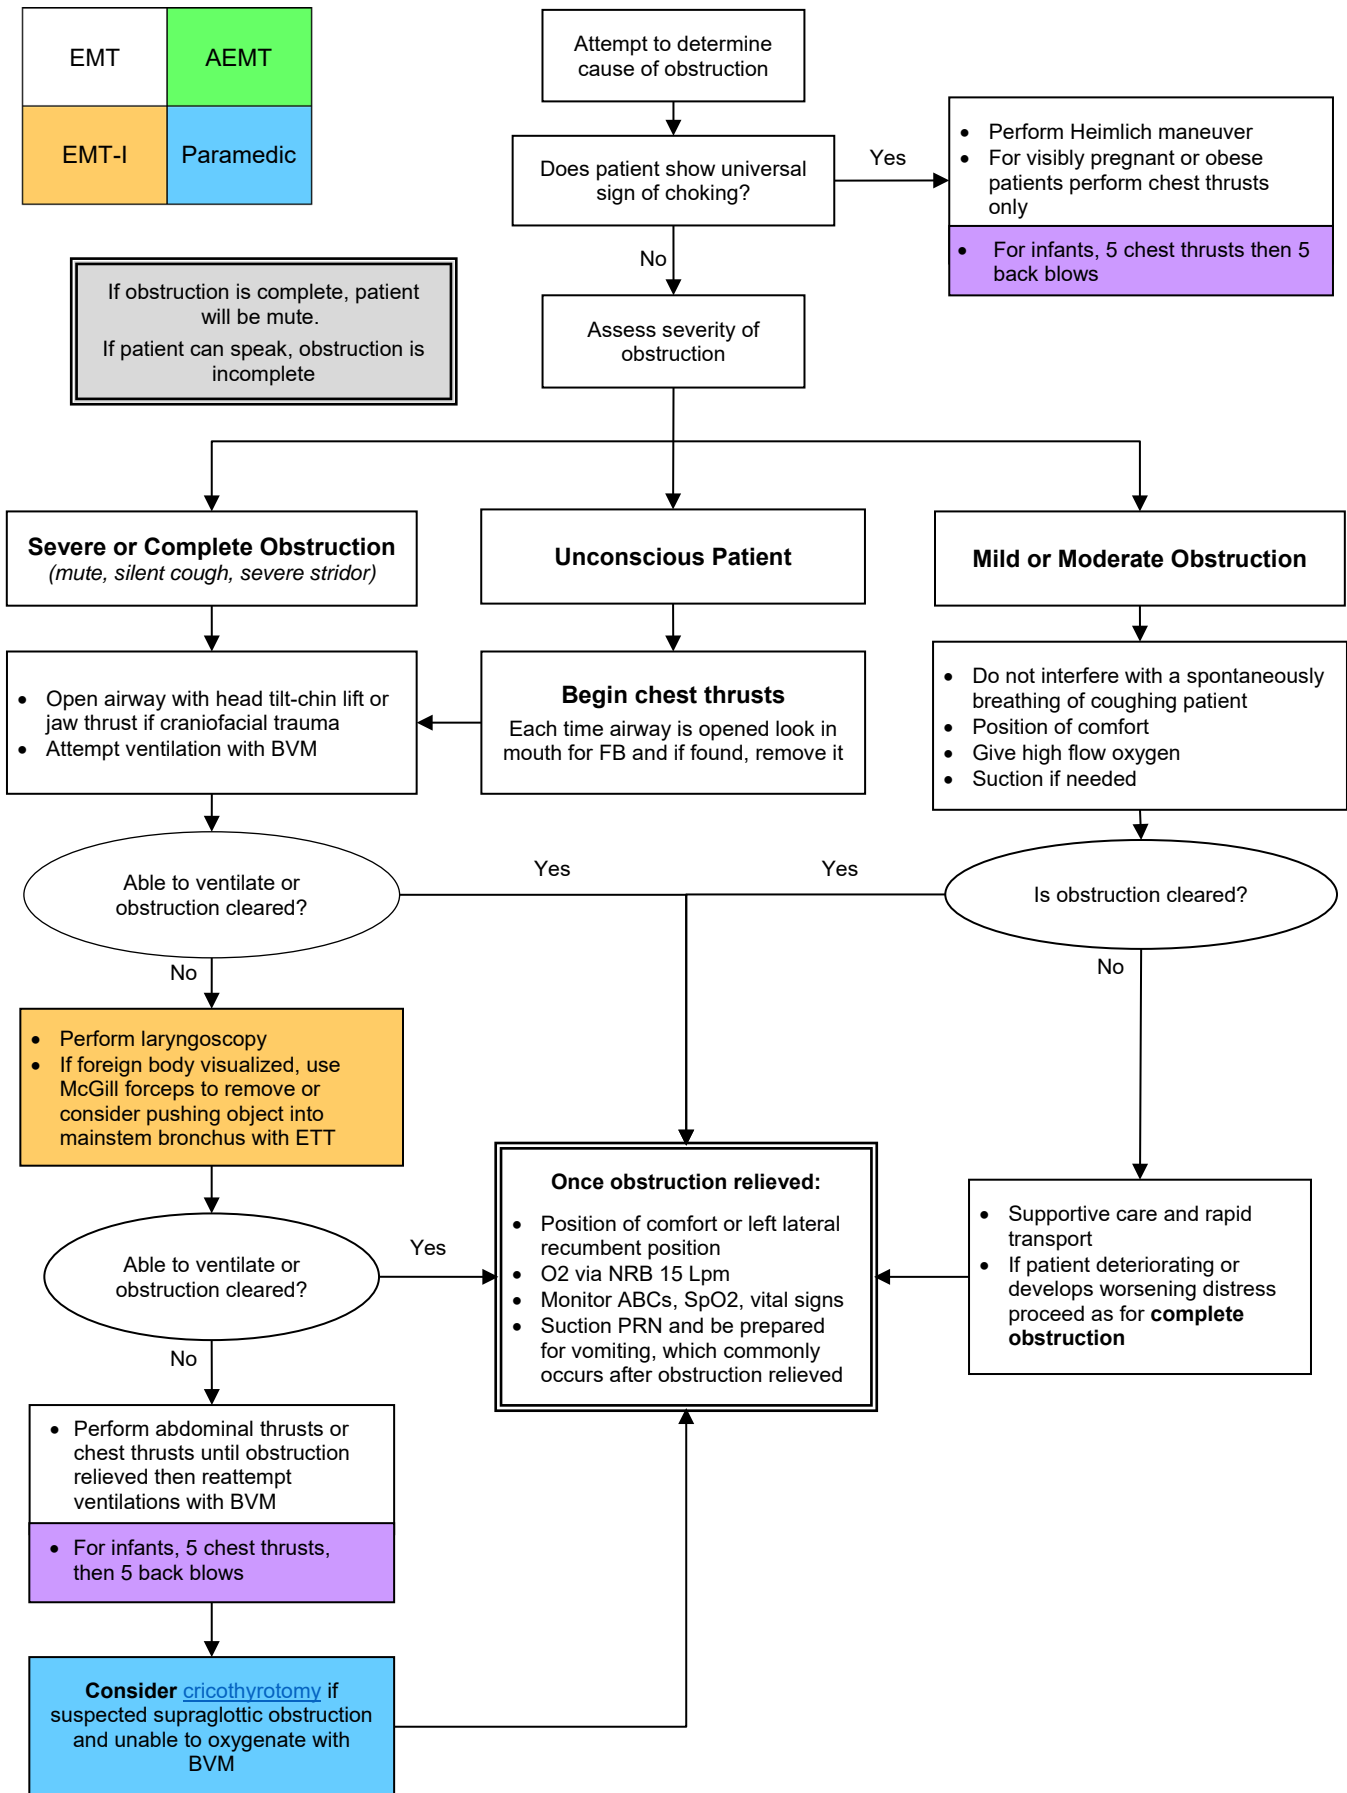 EMT
AEMT
EMT-I
Paramedic
Attempt to determine
cause of obstruction
Does patient show universal
sign of choking?
Yes
• Perform Heimlich maneuver
• For visibly pregnant or obese
patients perform chest thrusts
only
• For infants, 5 chest thrusts then 5
back blows
No
If obstruction is complete, patient
will be mute.
If patient can speak, obstruction is
incomplete
Assess severity of
obstruction
Severe or Complete Obstruction
(mute, silent cough, severe stridor)
Unconscious Patient
Mild or Moderate Obstruction
• Open airway with head tilt-chin lift or
jaw thrust if craniofacial trauma
• Attempt ventilation with BVM
Begin chest thrusts
Each time airway is opened look in
mouth for FB and if found, remove it
• Do not interfere with a spontaneously
breathing of coughing patient
• Position of comfort
• Give high flow oxygen
• Suction if needed
Able to ventilate or
obstruction cleared?
Yes
Yes
Is obstruction cleared?
No
No
• Perform laryngoscopy
• If foreign body visualized, use
McGill forceps to remove or
consider pushing object into
mainstem bronchus with ETT
Able to ventilate or
obstruction cleared?
Yes
Once obstruction relieved:
• Position of comfort or left lateral
recumbent position
• O2 via NRB 15 Lpm
• Monitor ABCs, SpO2, vital signs
• Suction PRN and be prepared
for vomiting, which commonly
occurs after obstruction relieved
• Supportive care and rapid
transport
• If patient deteriorating or
develops worsening distress
proceed as for complete
obstruction
No
• Perform abdominal thrusts or
chest thrusts until obstruction
relieved then reattempt
ventilations with BVM
• For infants, 5 chest thrusts,
then 5 back blows
Consider cricothyrotomy if
suspected supraglottic obstruction
and unable to oxygenate with
BVM